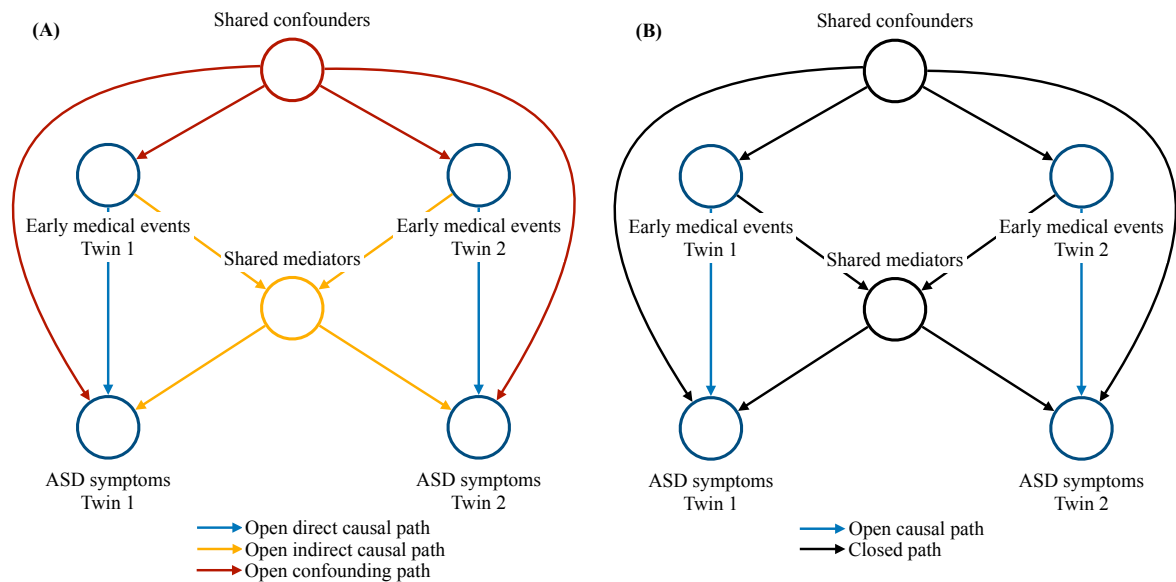 (A)
Shared confounders
Early medical events
Twin 1
Early medical events
Twin 2
Shared mediators
ASD symptoms
Twin 1
ASD symptoms
Twin 2
Open direct causal path
Open indirect causal path
Open confounding path
(B)
Shared confounders
Early medical events
Twin 1
Early medical events
Twin 2
Shared mediators
ASD symptoms
Twin 1
ASD symptoms
Twin 2
Open causal path
Closed path